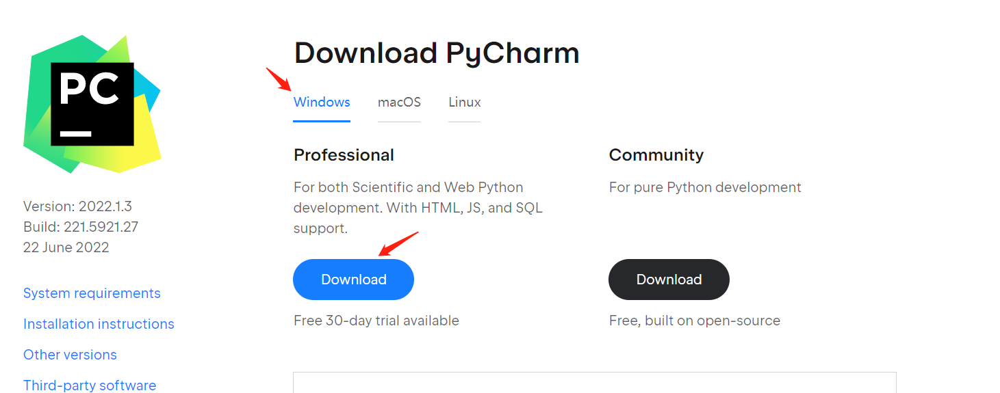 PC
Version: 2022.1.3
Build: 221.5921.27
22 June 2022
System requirements
Installation instructions
Other versions
Third-party software
Download PyCharm
Windows
macOS
Linux
Professional
For both Scientific and Web Python
development. With HTML, JS, and SQL
support.
Download
Free 30-day trial available
Community
For pure Python development
Download
Free, built on open-source